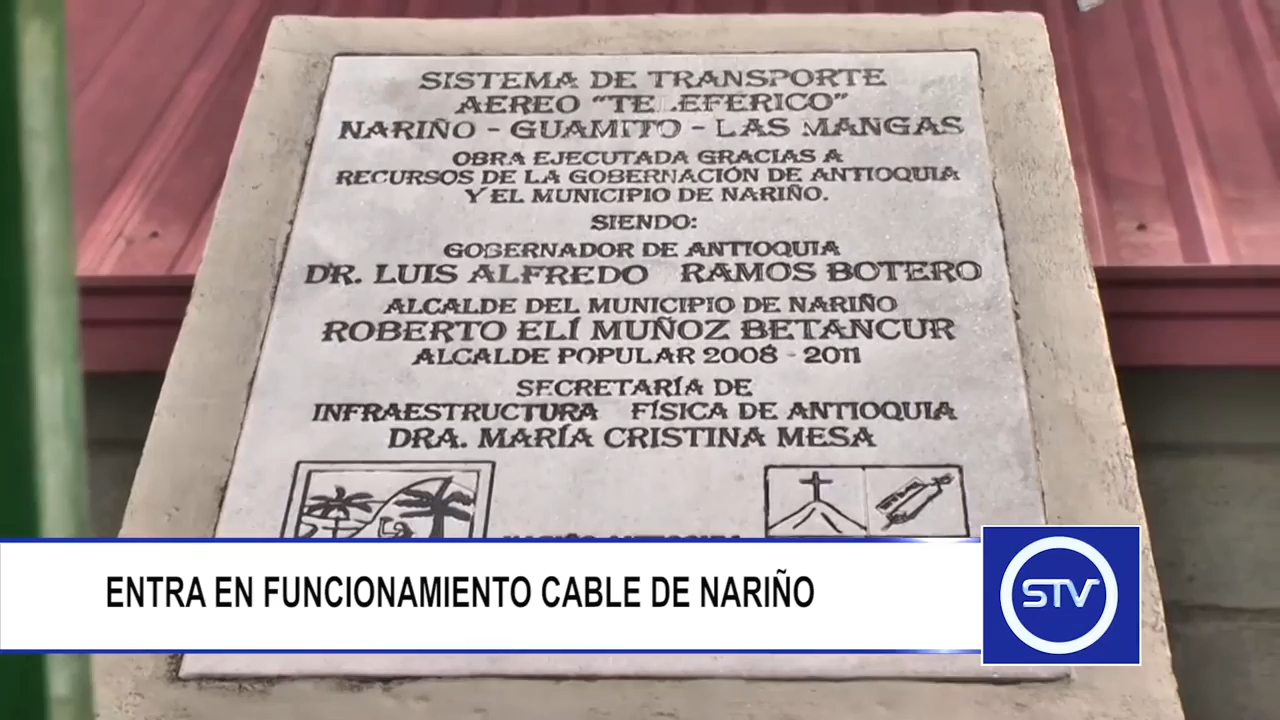 SISTEMA DE TRANSPORTE
AEREO “TELEFERICO”
NARIÑO - GUAMITO - LAS MANGAS
OBRA EJECUTADA GRACIAS A
RECURSOS DE LA GOBERNACIÓN DE ANTIOQUIA
Y EL MUNICIPIO DE NARIÑO.
SIENDO:
GOBERNADOR DE ANTIOQUIA
DR. LUIS ALFREDO RAMOS BOTERO
ALCALDE DEL MUNICIPIO DE NARIÑO
ROBERTO ELÍ MUÑOZ BETANCUR
ALCALDE POPULAR 2008 - 2011
SECRETARÍA DE
INFRAESTRUCTURA FÍSICA DE ANTIOQUIA
DRA. MARÍA CRISTINA MESA
ENTRA EN FUNCIONAMIENTO CABLE DE NARIÑO
STV